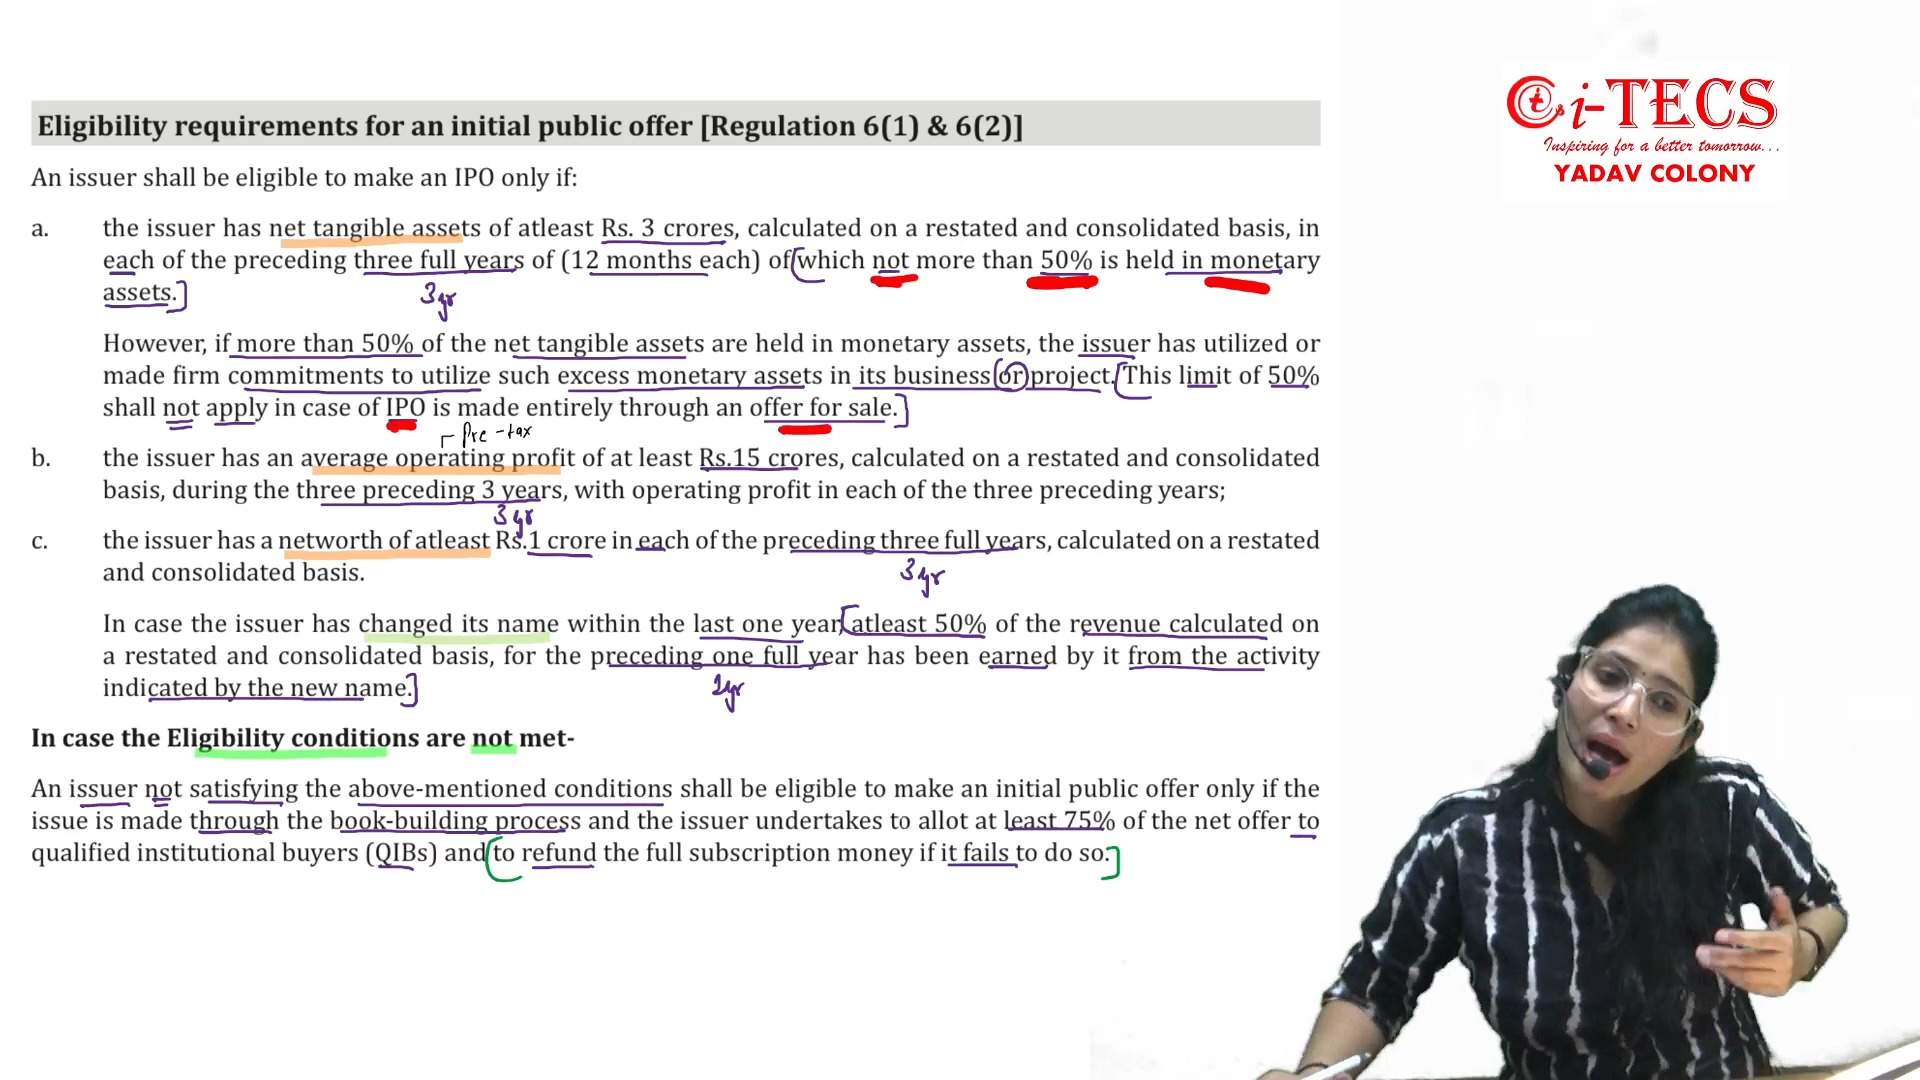 Eligibility requirements for an initial public offer [Regulation 6(1) & 6(2)]
i-TECS
Inspiring for a better tomorrow...
YADAV COLONY
An issuer shall be eligible to make an IPO only if:
a. the issuer has net tangible assets of atleast Rs. 3 crores, calculated on a restated and consolidated basis, in
each of the preceding three full years of (12 months each) of which not more than 50% is held in monetary
assets.
3yr
However, if more than 50% of the net tangible assets are held in monetary assets, the issuer has utilized or
made firm commitments to utilize such excess monetary assets in its business or project. This limit of 50%
shall not apply in case of IPO is made entirely through an offer for sale.
Pre-tax
b. the issuer has an average operating profit of at least Rs.15 crores, calculated on a restated and consolidated
basis, during the three preceding 3 years, with operating profit in each of the three preceding years;
3yr
c. the issuer has a networth of atleast Rs.1 crore in each of the preceding three full years, calculated on a restated
and consolidated basis.
3yr
In case the issuer has changed its name within the last one year, atleast 50% of the revenue calculated on
a restated and consolidated basis, for the preceding one full year has been earned by it from the activity
indicated by the new name.
1yr
In case the Eligibility conditions are not met-
An issuer not satisfying the above-mentioned conditions shall be eligible to make an initial public offer only if the
issue is made through the book-building process and the issuer undertakes to allot at least 75% of the net offer to
qualified institutional buyers (QIBs) and to refund the full subscription money if it fails to do so.